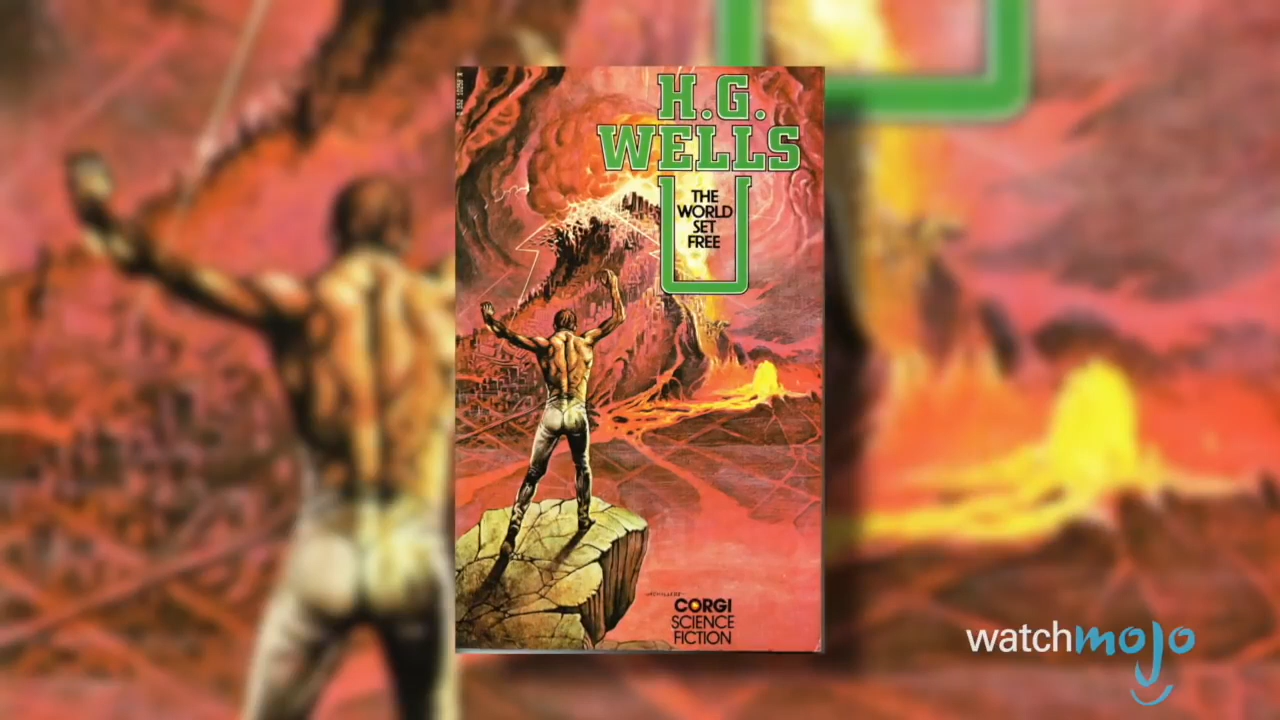 H.G.
WELLS
THE
WORLD
SET
FREE
CORGI
SCIENCE
FICTION
watchmojo